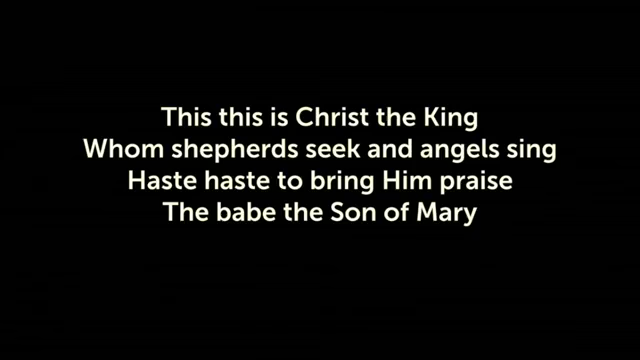 This this is Christ the King
Whom shepherds seek and angels sing
Haste haste to bring Him praise
The babe the Son of Mary